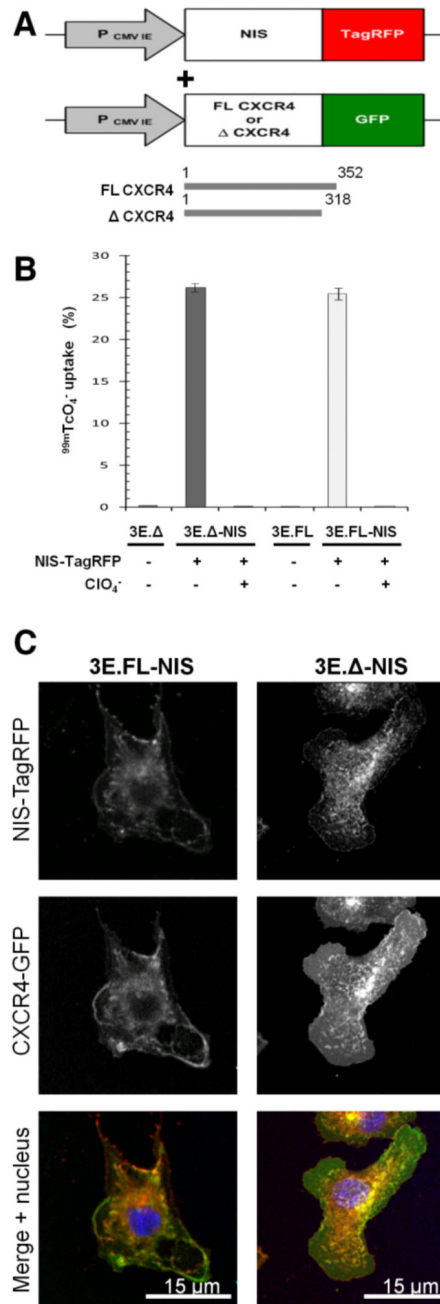 A
P CMV IE NIS TagRFP
+
P CMV IE FL CXCR4 or Δ CXCR4 GFP
1 352
FL CXCR4
1 318
Δ CXCR4
B
99mTcO4- uptake (%)
30
25
20
15
10
5
0
3E.Δ 3E.Δ-NIS 3E.FL 3E.FL-NIS
NIS-TagRFP - + + - + +
ClO4- - - + - - +
C
3E.FL-NIS 3E.Δ-NIS
NIS-TagRFP
CXCR4-GFP
Merge + nucleus
15 µm 15 µm